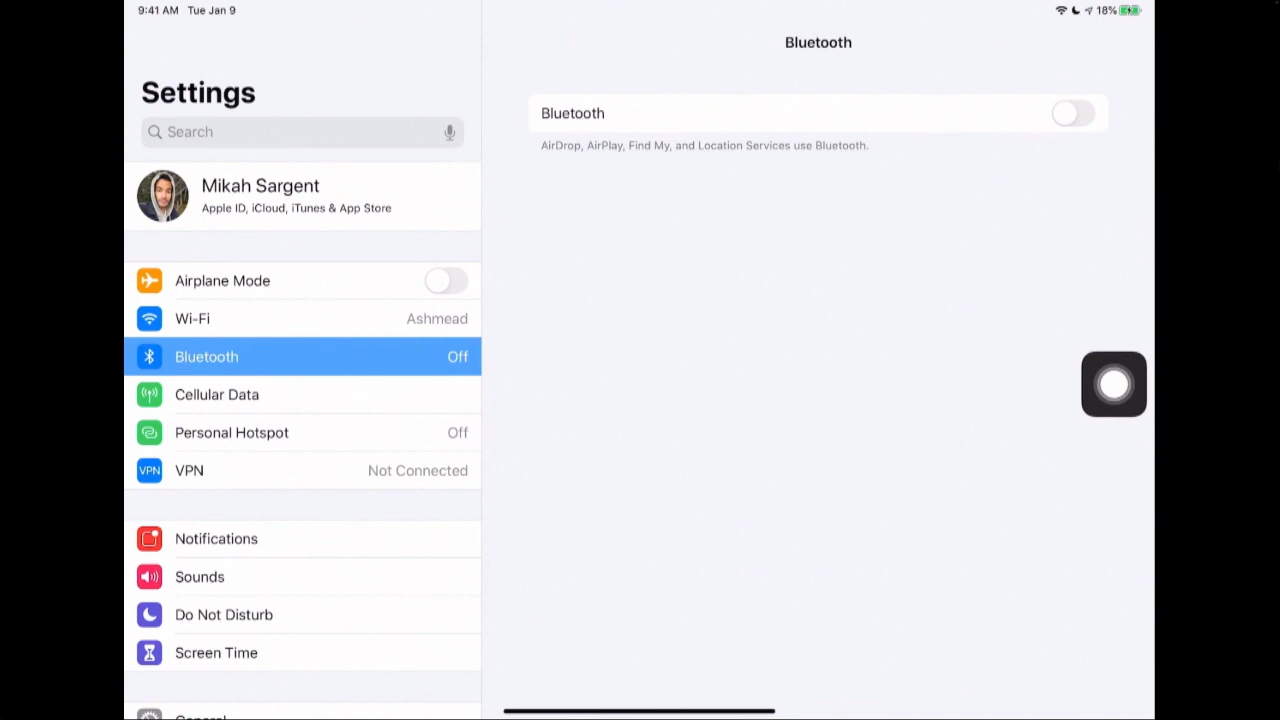 9:41 AM Tue Jan 9
18%
Settings
Search
Mikah Sargent
Apple ID, iCloud, iTunes & App Store
Airplane Mode
Wi-Fi Ashmead
Bluetooth Off
Cellular Data
Personal Hotspot Off
VPN VPN Not Connected
Notifications
Sounds
Do Not Disturb
Screen Time
General
Bluetooth
Bluetooth
AirDrop, AirPlay, Find My, and Location Services use Bluetooth.